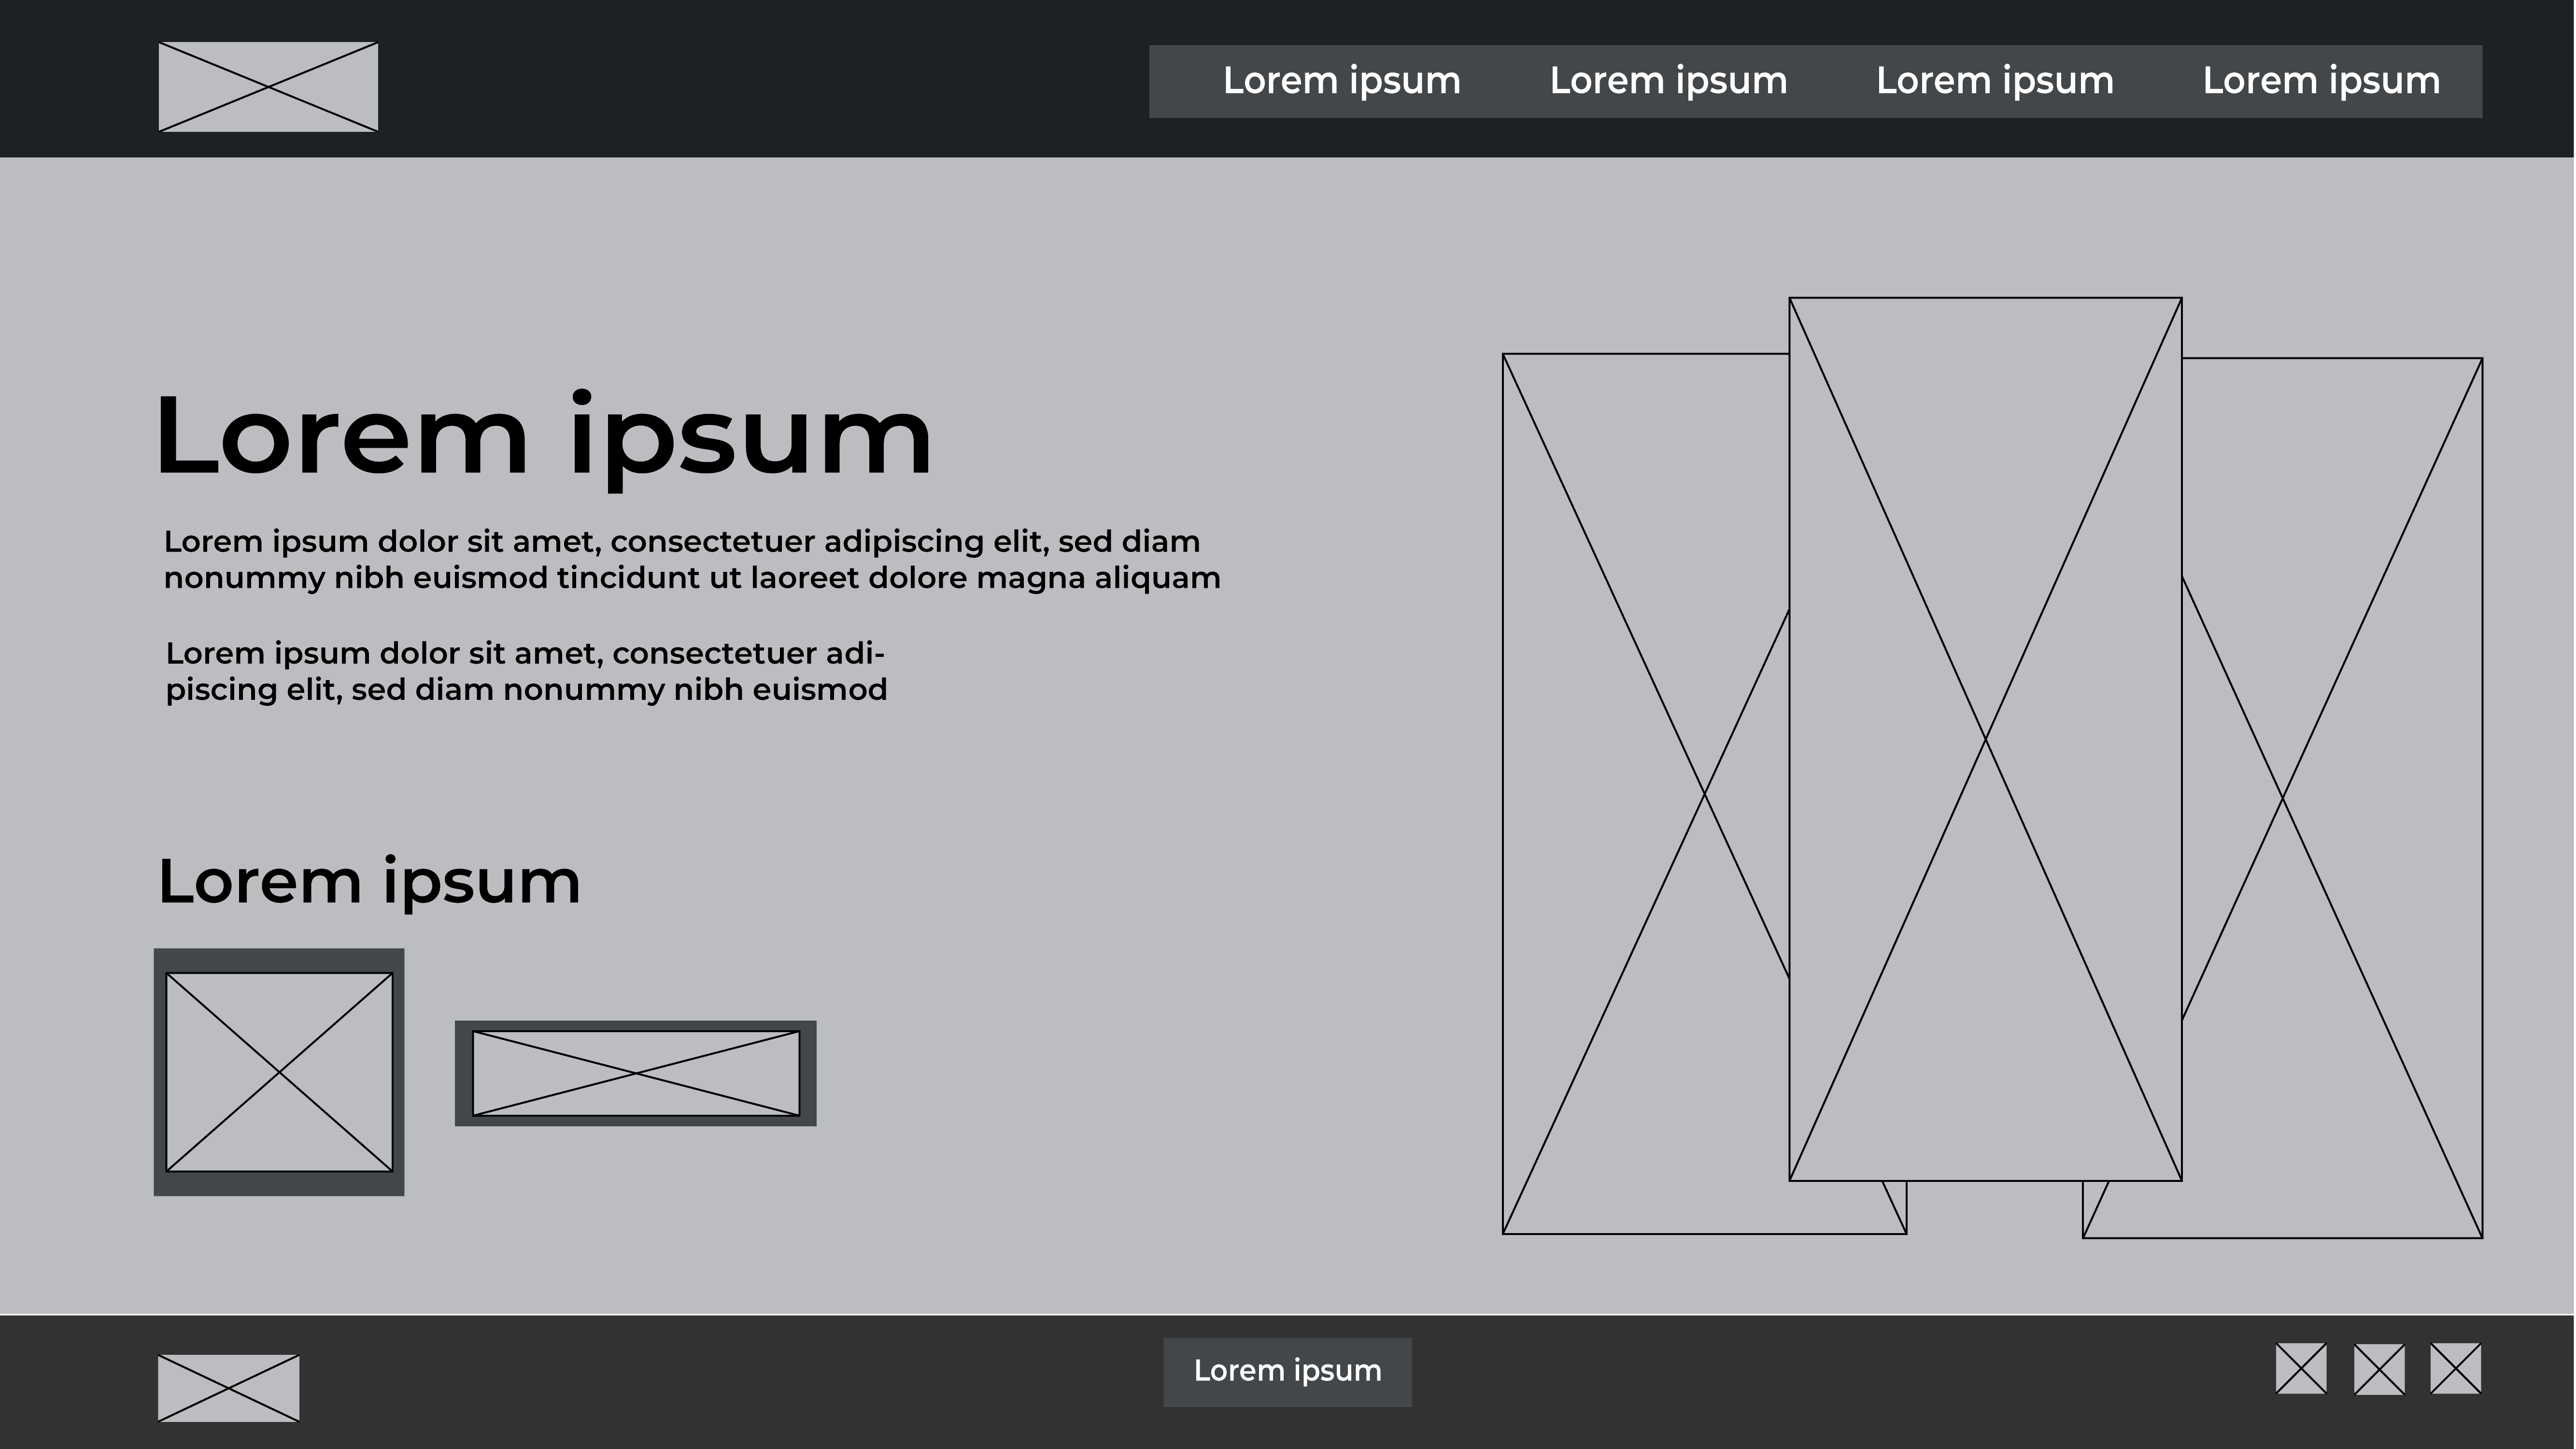 Lorem ipsum Lorem ipsum Lorem ipsum Lorem ipsum
Lorem ipsum
Lorem ipsum dolor sit amet, consectetuer adipiscing elit, sed diam
nonummy nibh euismod tincidunt ut laoreet dolore magna aliquam
Lorem ipsum dolor sit amet, consectetuer adi-
piscing elit, sed diam nonummy nibh euismod
Lorem ipsum
Lorem ipsum